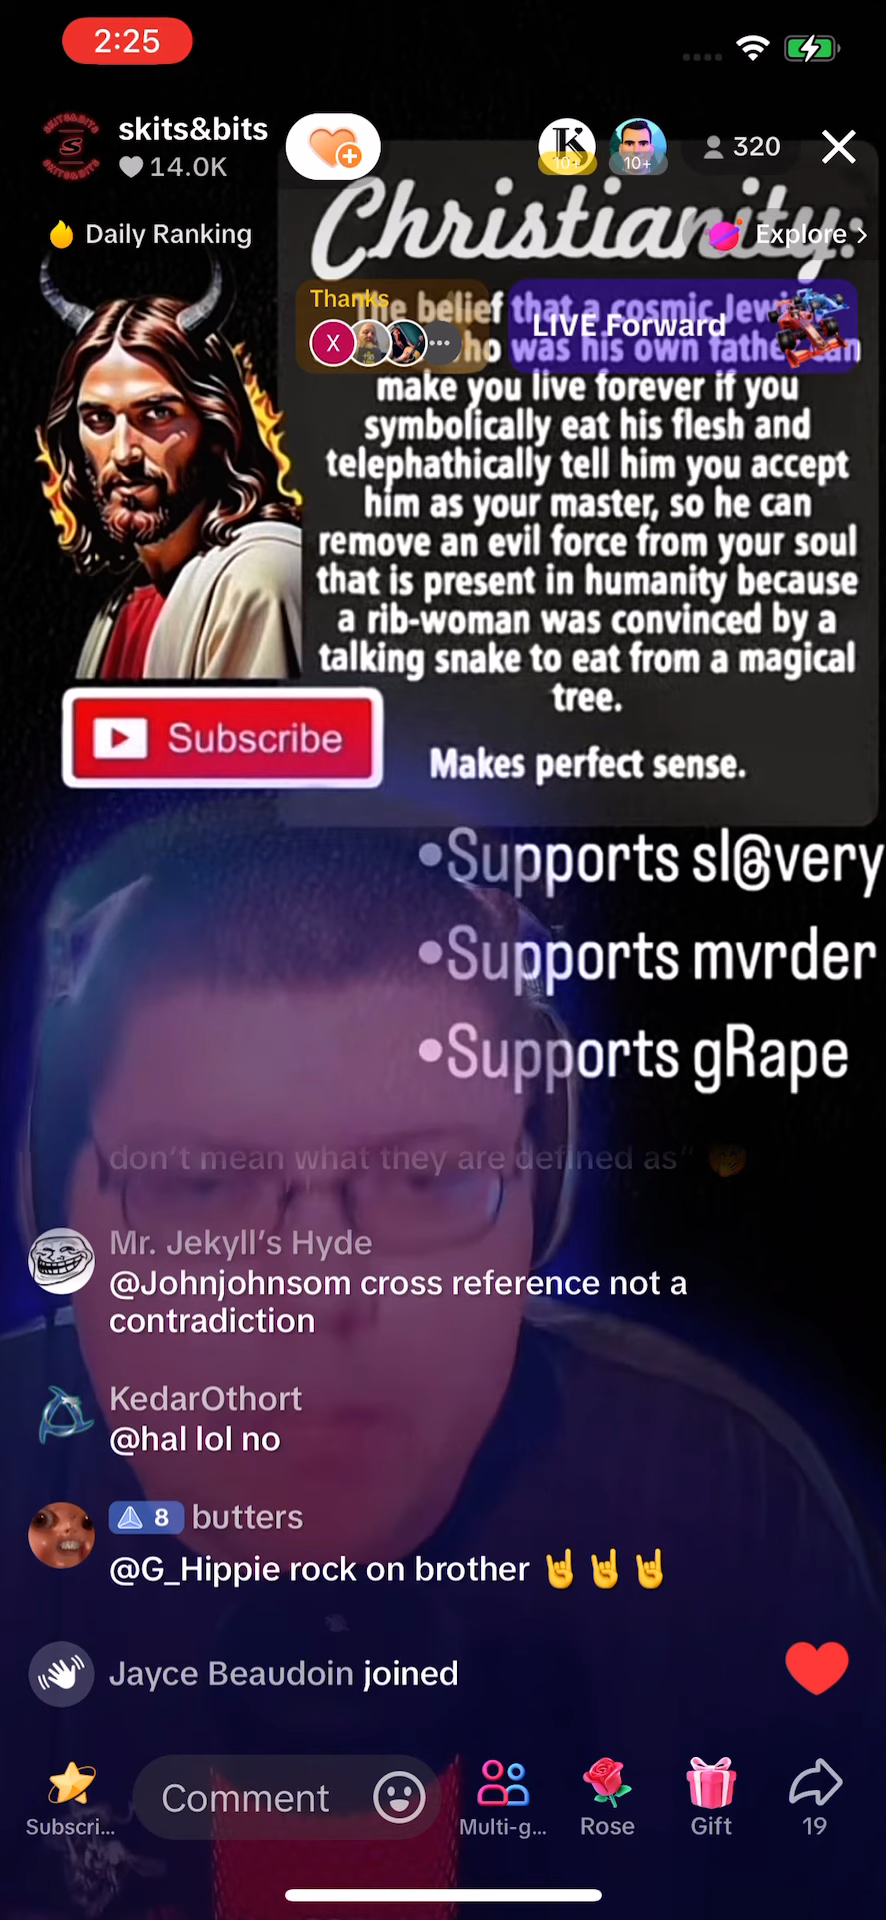 2:25
skits&bits
14.0K
10+
10+
320
Daily Ranking
Explore >
Christianity:
Thanks
LIVE Forward
The belief that a cosmic
who was his own father
make you live forever if you
symbolically eat his flesh and
telephathically tell him you accept
him as your master, so he can
remove an evil force from your soul
that is present in humanity because
a rib-woman was convinced by a
talking snake to eat from a magical
tree.
Makes perfect sense.
Subscribe
•Supports sl@very
•Supports mvrder
•Supports gRape
don't mean what they are defined as" 🤭
Mr. Jekyll's Hyde
@Johnjohnsom cross reference not a
contradiction
KedarOthort
@hal lol no
8 butters
@G_Hippie rock on brother 🤘🤘🤘
Jayce Beaudoin joined
Comment
Subscri...
Multi-g...
Rose
Gift
19